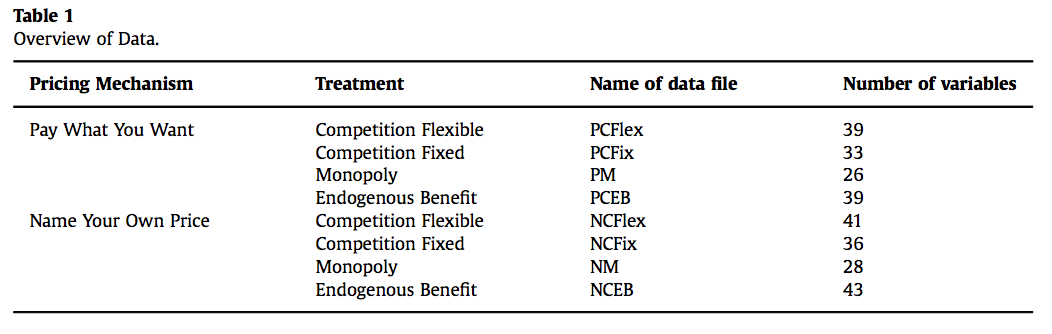 Table 1
Overview of Data.
Pricing Mechanism Treatment Name of data file Number of variables
Pay What You Want Competition Flexible PCFlex 39
Competition Fixed PCFix 33
Monopoly PM 26
Endogenous Benefit PCEB 39
Name Your Own Price Competition Flexible NCFlex 41
Competition Fixed NCFix 36
Monopoly NM 28
Endogenous Benefit NCEB 43